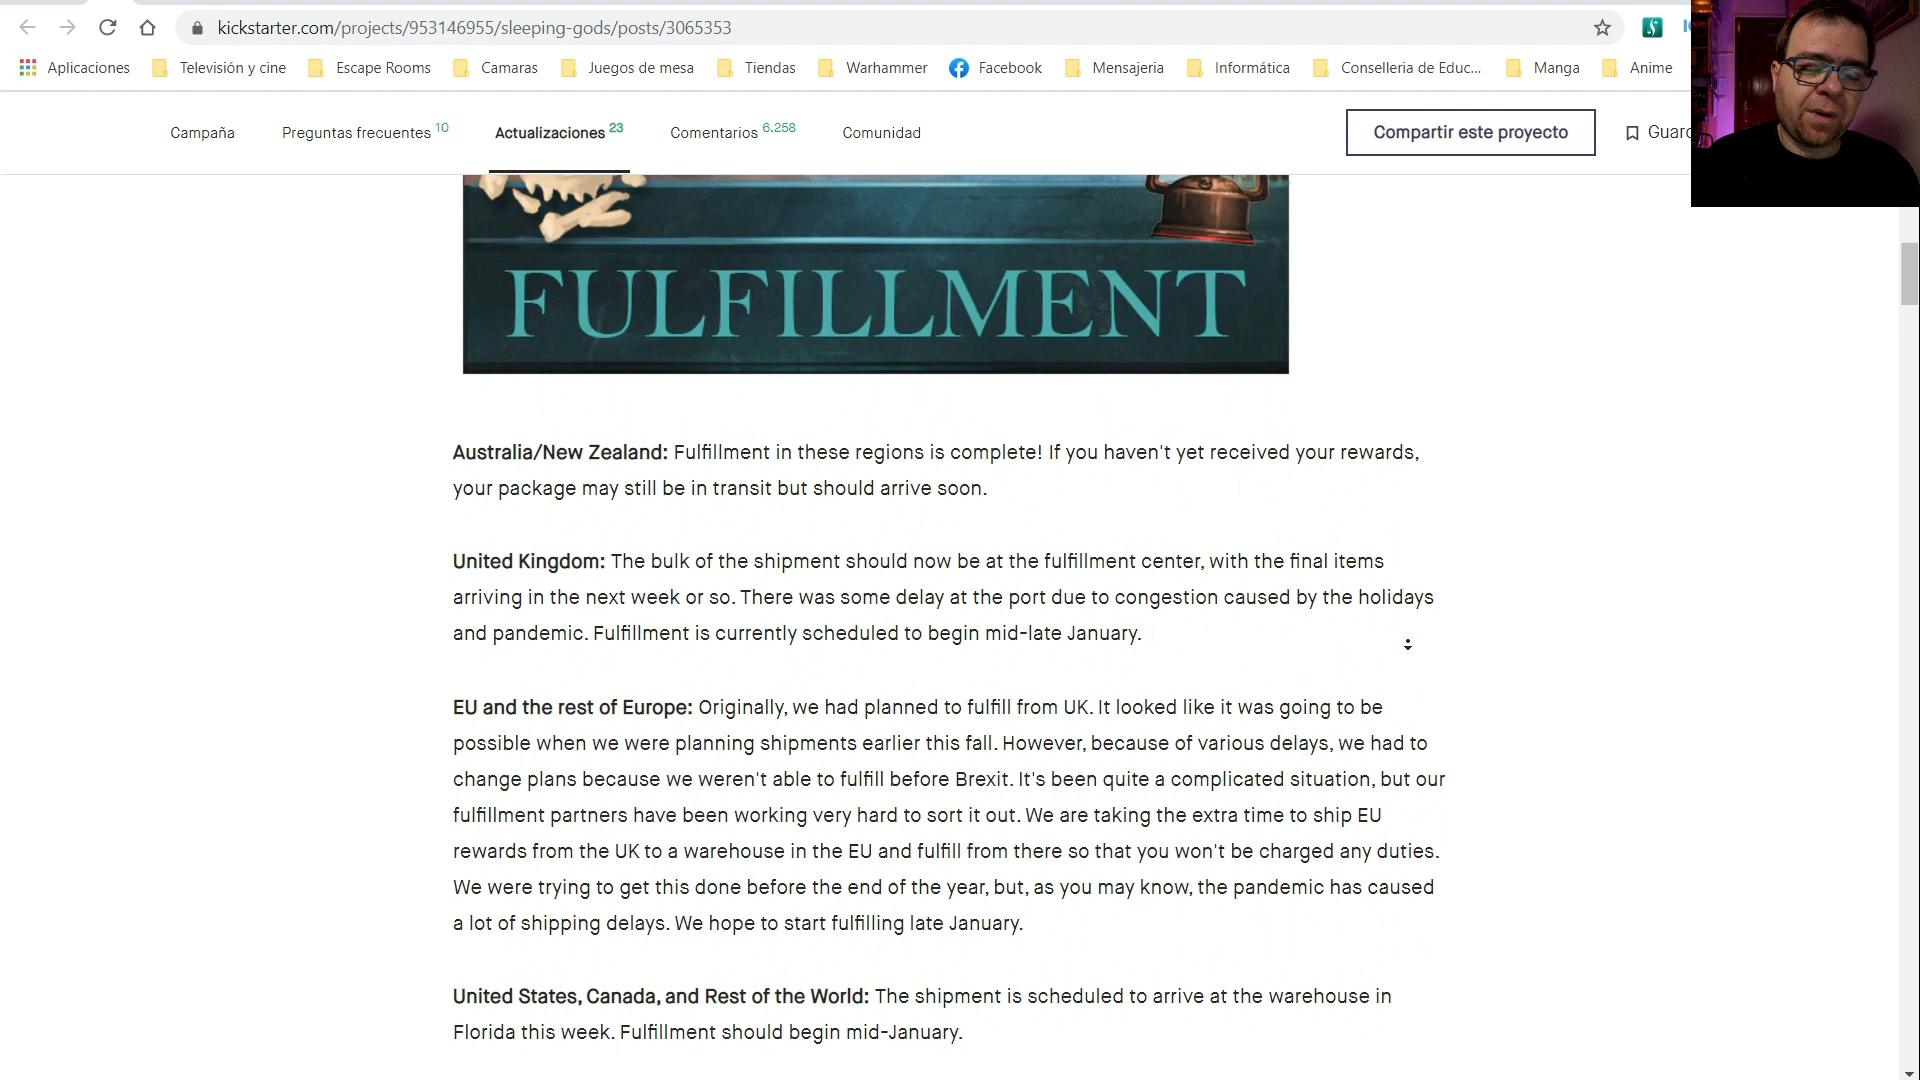 kickstarter.com/projects/953146955/sleeping-gods/posts/3065353
Aplicaciones Televisión y cine Escape Rooms Camaras Juegos de mesa Tiendas Warhammer Facebook Mensajeria Informática Conselleria de Educ... Manga Anime
Campaña Preguntas frecuentes 10 Actualizaciones 23 Comentarios 6.258 Comunidad Compartir este proyecto
FULFILLMENT
Australia/New Zealand: Fulfillment in these regions is complete! If you haven't yet received your rewards,
your package may still be in transit but should arrive soon.
United Kingdom: The bulk of the shipment should now be at the fulfillment center, with the final items
arriving in the next week or so. There was some delay at the port due to congestion caused by the holidays
and pandemic. Fulfillment is currently scheduled to begin mid-late January.
EU and the rest of Europe: Originally, we had planned to fulfill from UK. It looked like it was going to be
possible when we were planning shipments earlier this fall. However, because of various delays, we had to
change plans because we weren't able to fulfill before Brexit. It's been quite a complicated situation, but our
fulfillment partners have been working very hard to sort it out. We are taking the extra time to ship EU
rewards from the UK to a warehouse in the EU and fulfill from there so that you won't be charged any duties.
We were trying to get this done before the end of the year, but, as you may know, the pandemic has caused
a lot of shipping delays. We hope to start fulfilling late January.
United States, Canada, and Rest of the World: The shipment is scheduled to arrive at the warehouse in
Florida this week. Fulfillment should begin mid-January.